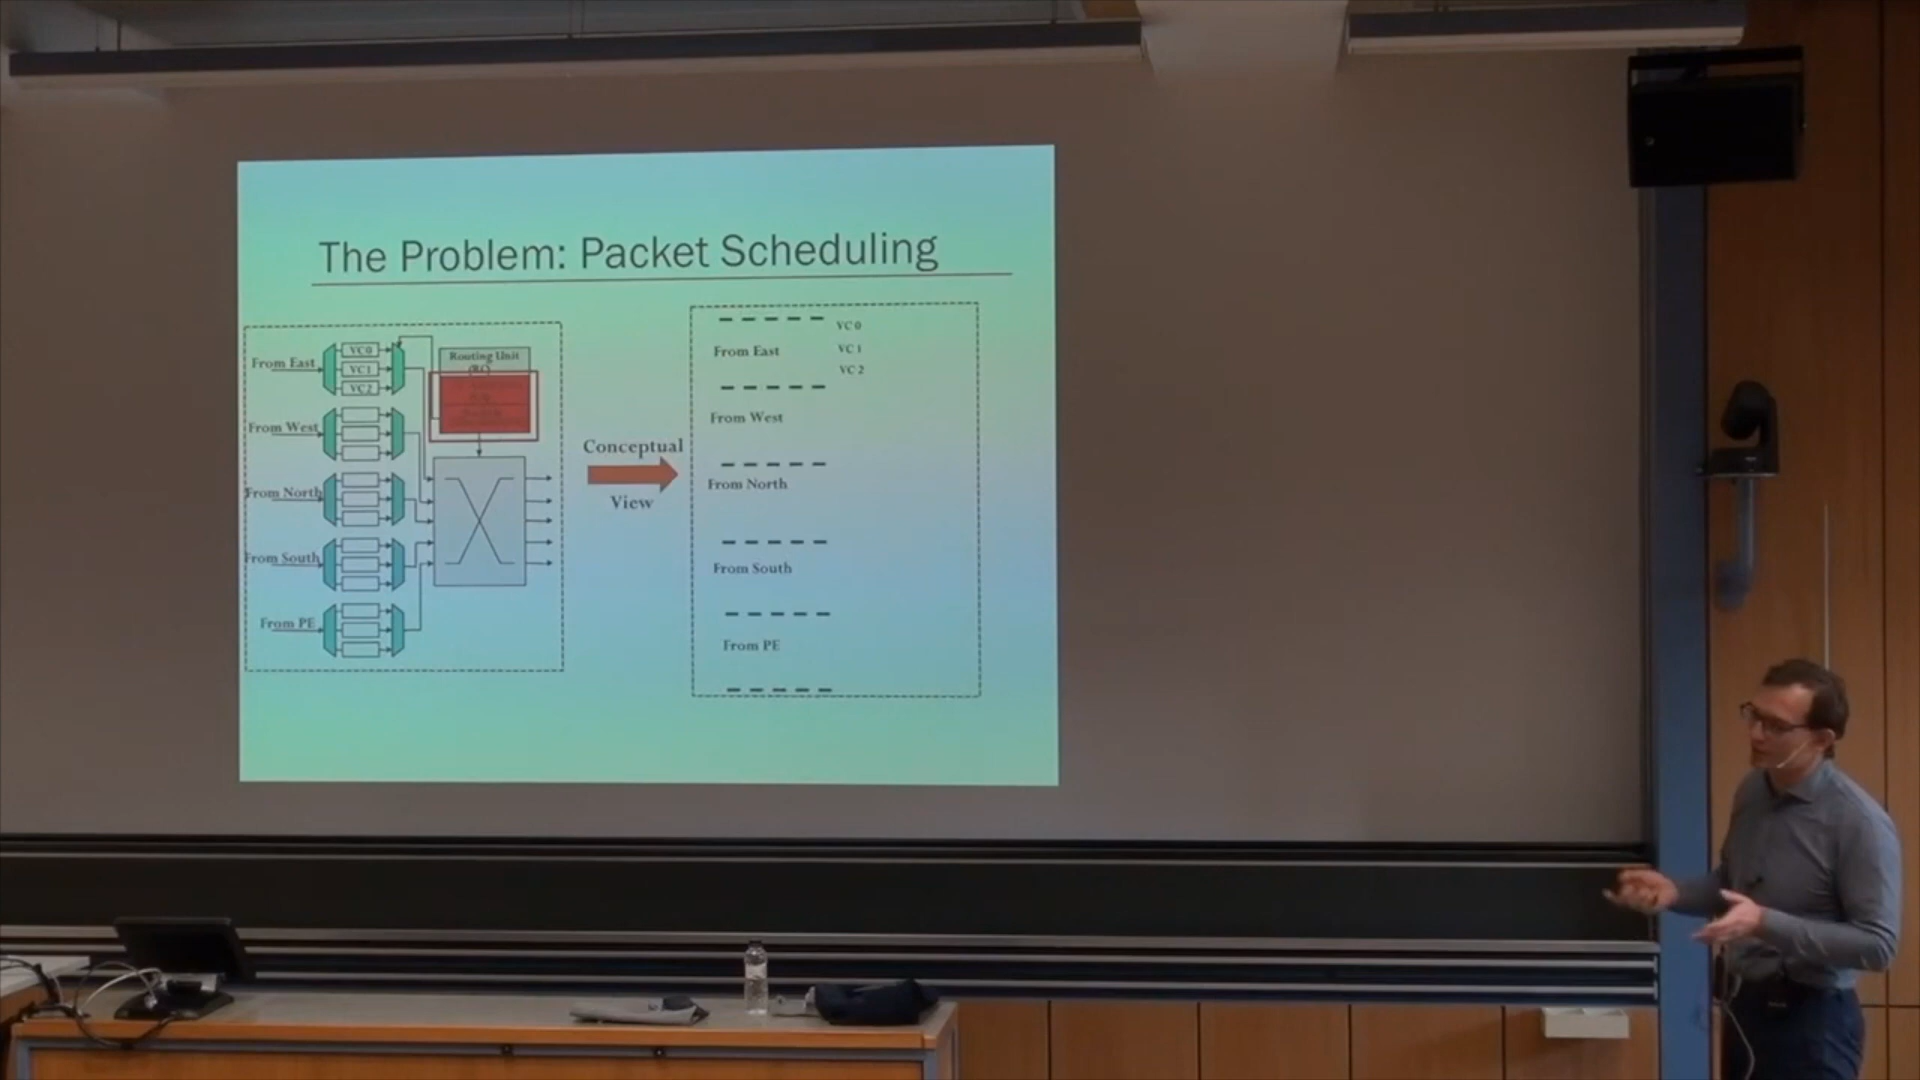 The Problem: Packet Scheduling
From East
VC0
VC1
VC2
From West
From North
From South
From PE
Routing Unit
(RC)
Conceptual
View
From East
VC 0
VC 1
VC 2
From West
From North
From South
From PE